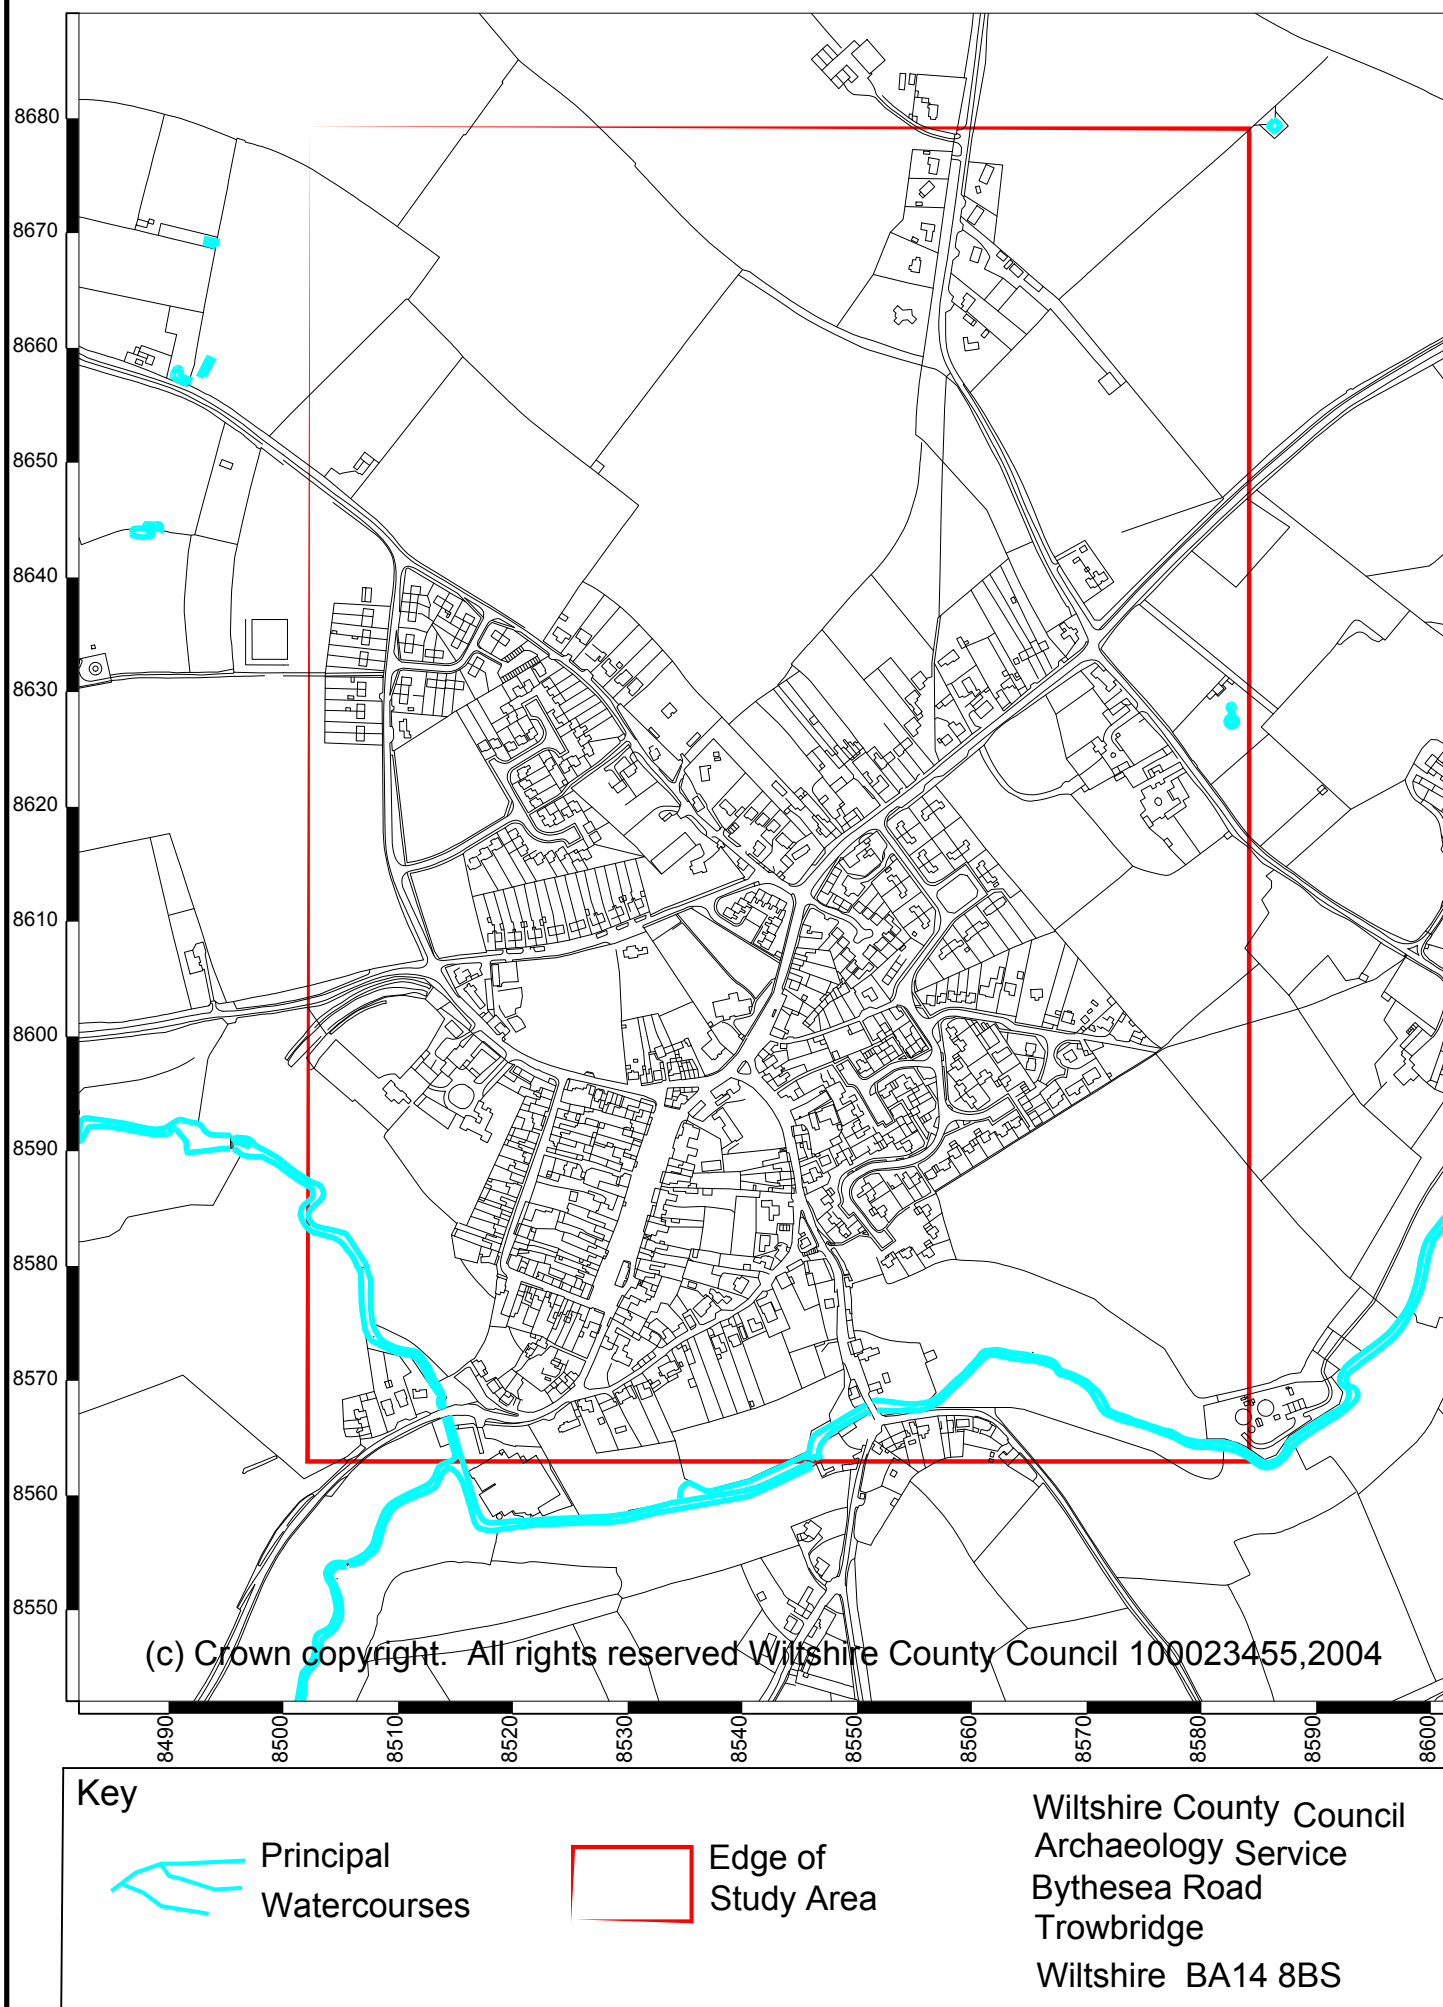 8680
8670
8660
8650
8640
8630
8620
8610
8600
8590
8580
8570
8560
8550
(c) Crown copyright. All rights reserved Wiltshire County Council 100023455,2004
8490
8500
8510
8520
8530
8540
8550
8560
8570
8580
8590
8600
Key
Principal
Watercourses
Edge of
Study Area
Wiltshire County Council
Archaeology Service
Bythesea Road
Trowbridge
Wiltshire BA14 8BS